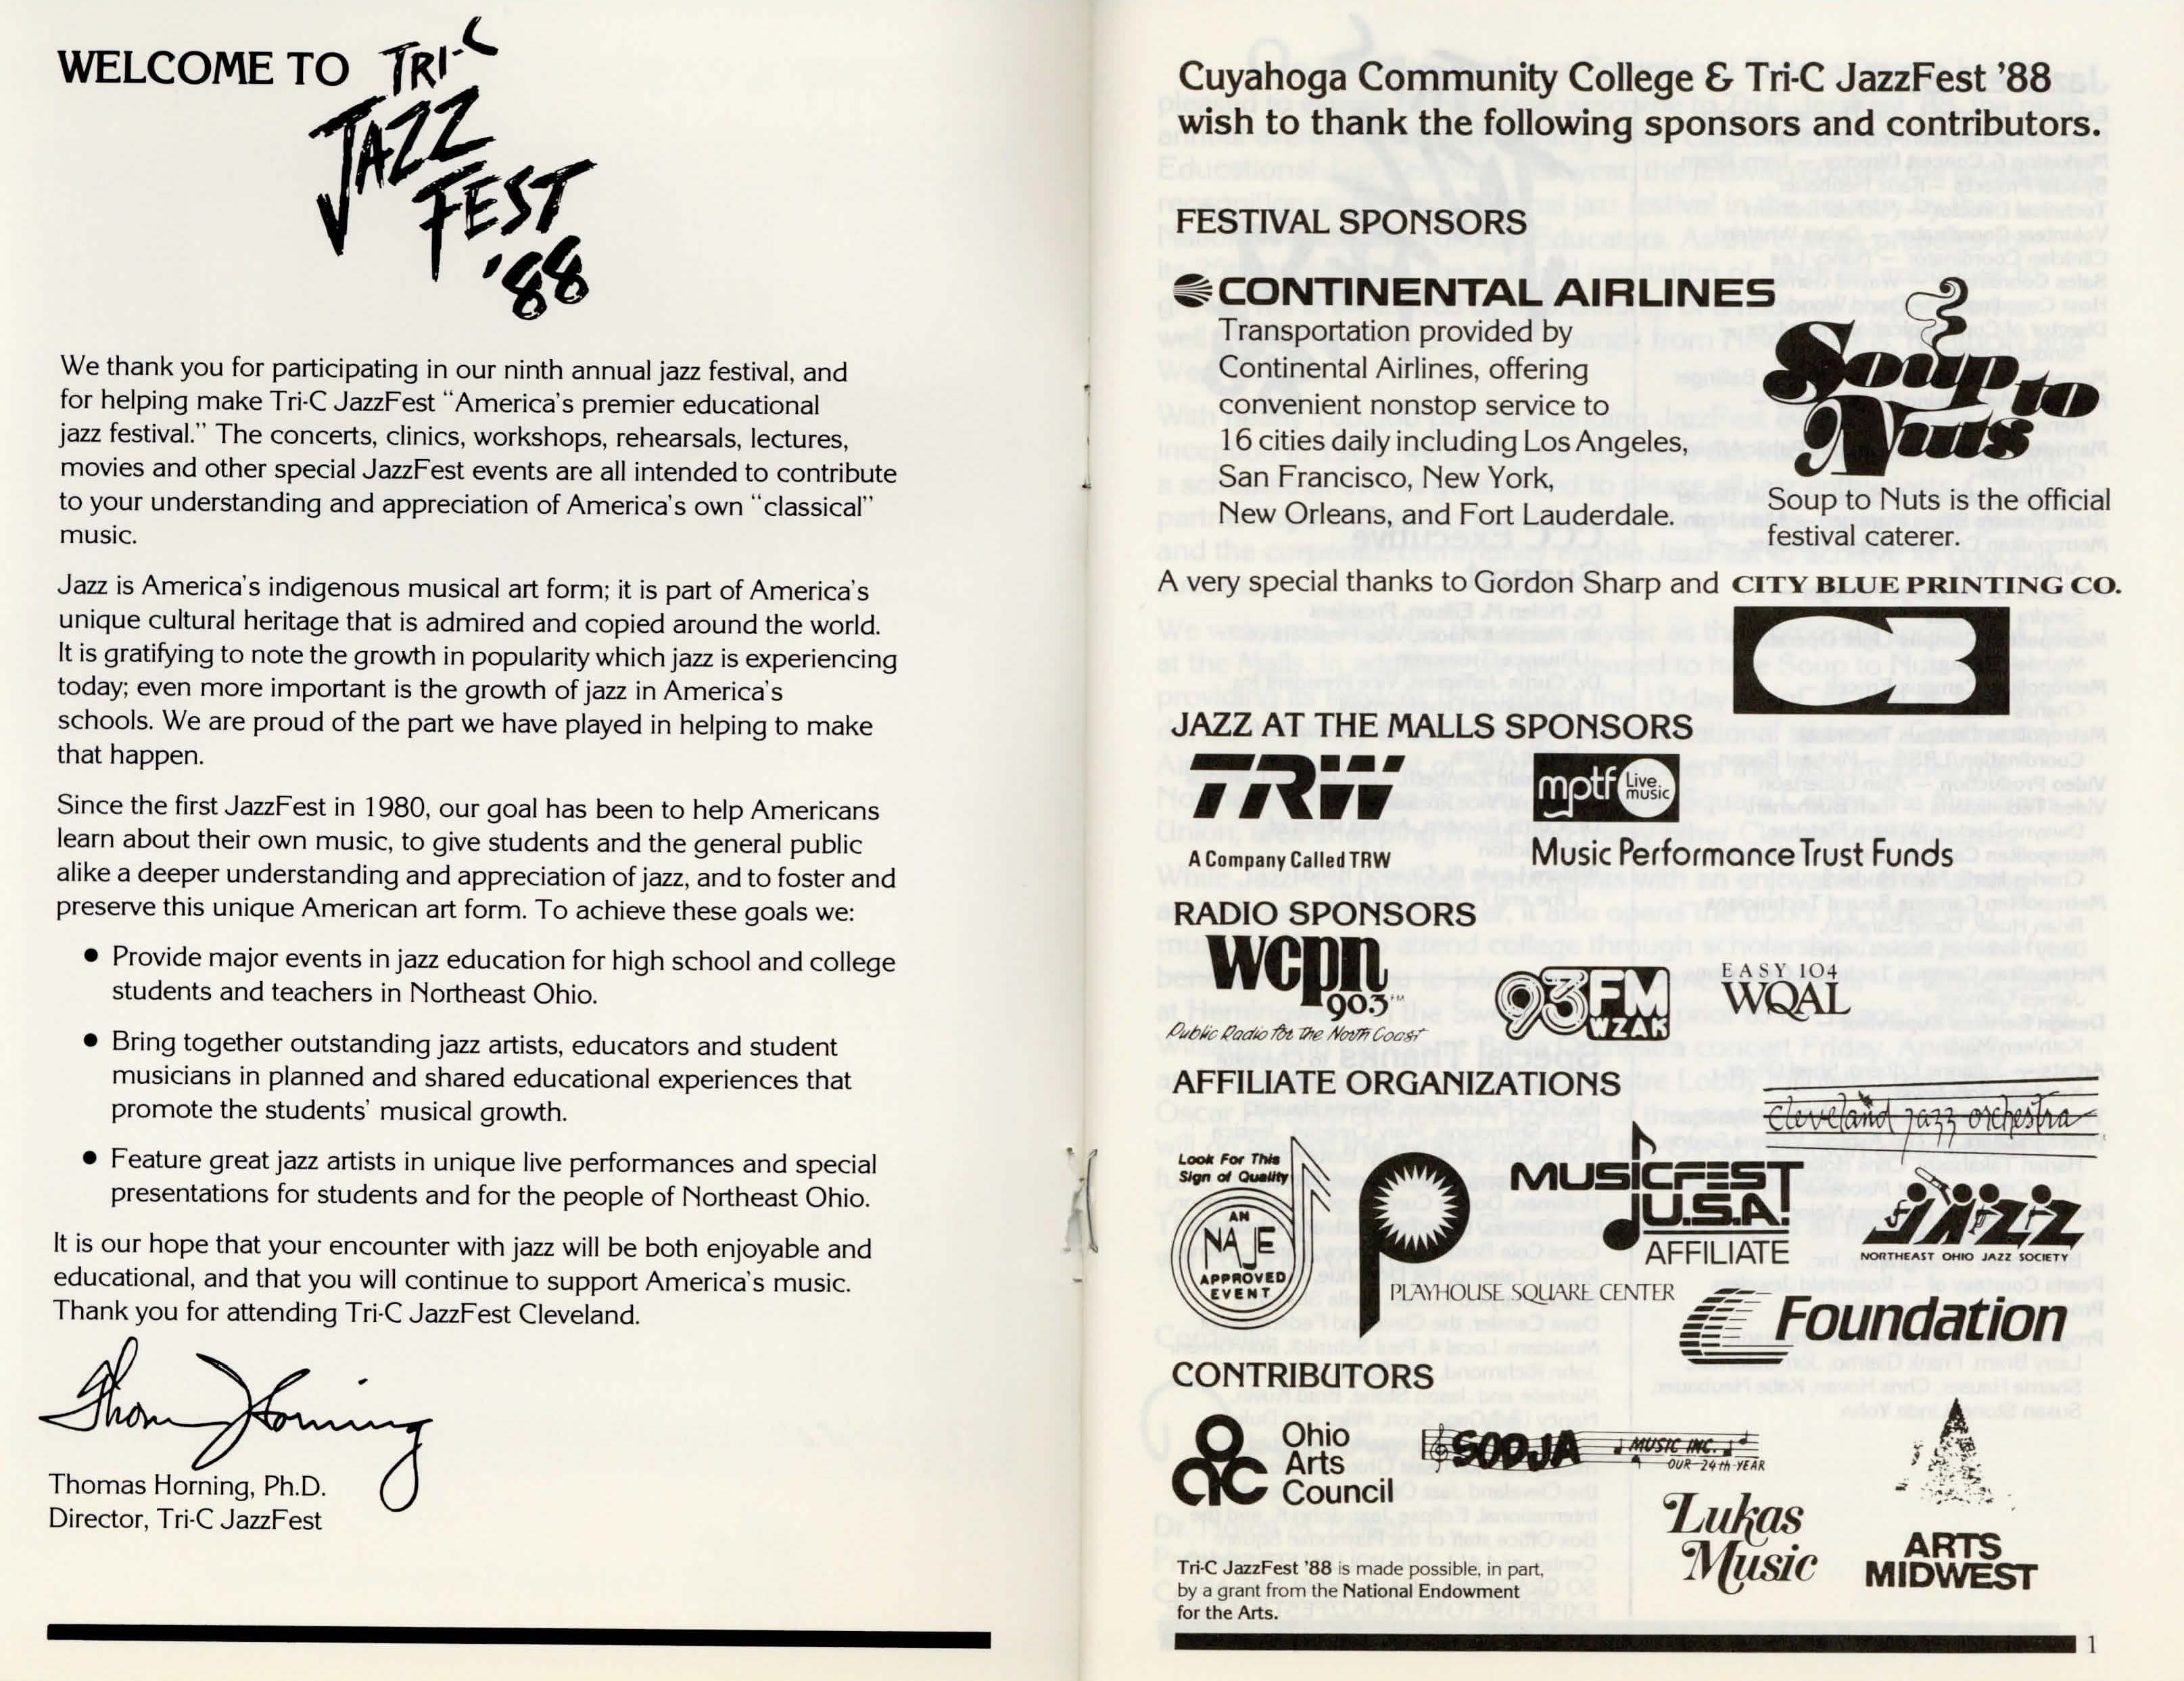 WELCOME TO TRI-C
JAZZ
FEST
'88
We thank you for participating in our ninth annual jazz festival, and
for helping make Tri-C JazzFest “America's premier educational
jazz festival.” The concerts, clinics, workshops, rehearsals, lectures,
movies and other special JazzFest events are all intended to contribute
to your understanding and appreciation of America's own “classical”
music.
Jazz is America's indigenous musical art form; it is part of America's
unique cultural heritage that is admired and copied around the world.
It is gratifying to note the growth in popularity which jazz is experiencing
today; even more important is the growth of jazz in America's
schools. We are proud of the part we have played in helping to make
that happen.
Since the first JazzFest in 1980, our goal has been to help Americans
learn about their own music, to give students and the general public
alike a deeper understanding and appreciation of jazz, and to foster and
preserve this unique American art form. To achieve these goals we:
● Provide major events in jazz education for high school and college
students and teachers in Northeast Ohio.
● Bring together outstanding jazz artists, educators and student
musicians in planned and shared educational experiences that
promote the students' musical growth.
● Feature great jazz artists in unique live performances and special
presentations for students and for the people of Northeast Ohio.
It is our hope that your encounter with jazz will be both enjoyable and
educational, and that you will continue to support America's music.
Thank you for attending Tri-C JazzFest Cleveland.
Thomas Horning
Thomas Horning, Ph.D.
Director, Tri-C JazzFest
Cuyahoga Community College & Tri-C JazzFest '88
wish to thank the following sponsors and contributors.
FESTIVAL SPONSORS
CONTINENTAL AIRLINES
Transportation provided by
Continental Airlines, offering
convenient nonstop service to
16 cities daily including Los Angeles,
San Francisco, New York,
New Orleans, and Fort Lauderdale.
Soup to
Nuts
Soup to Nuts is the official
festival caterer.
A very special thanks to Gordon Sharp and CITY BLUE PRINTING CO.
CB
JAZZ AT THE MALLS SPONSORS
TRW
A Company Called TRW
mptf Live music
Music Performance Trust Funds
RADIO SPONSORS
wcpn
90.3™
Public Radio for The North Coast
93FM
WZAK
EASY 104
WQAL
AFFILIATE ORGANIZATIONS
cleveland jazz orchestra
Look For This
Sign of Quality
AN
NAJE
APPROVED
EVENT
P
PLAYHOUSE SQUARE CENTER
MUSICFEST
U.S.A!
AFFILIATE
JAZZ
NORTHEAST OHIO JAZZ SOCIETY
Foundation
CONTRIBUTORS
oac
Ohio
Arts
Council
SODJA MUSIC INC.
OUR 24th YEAR
Lukas
Music
ARTS
MIDWEST
Tri-C JazzFest '88 is made possible, in part,
by a grant from the National Endowment
for the Arts.
1